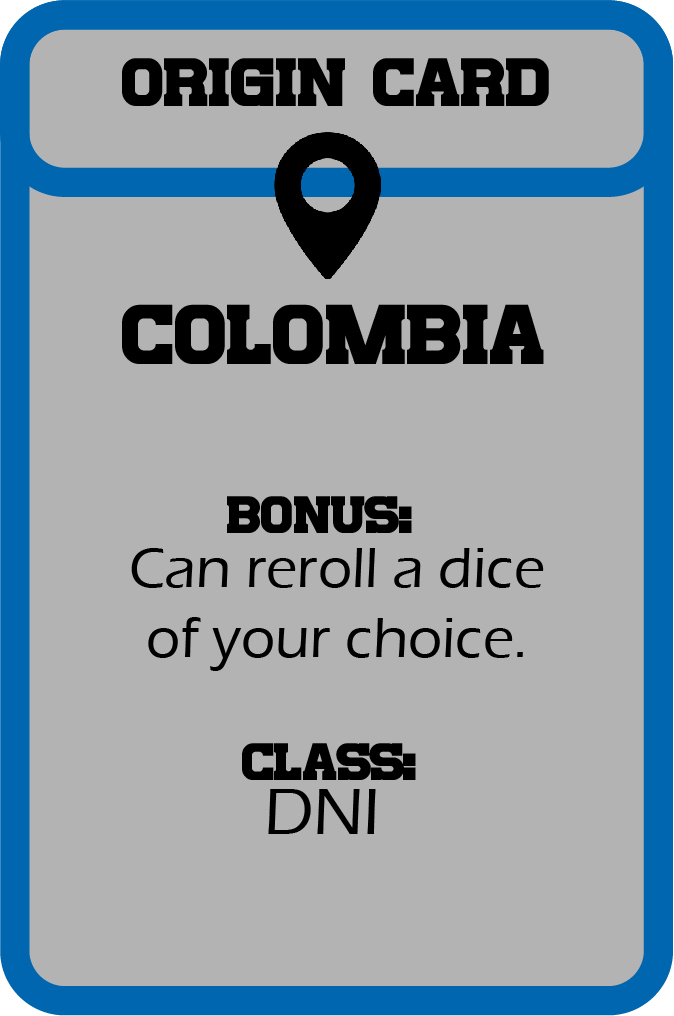 ORIGIN CARD
COLOMBIA
BONUS:
Can reroll a dice
of your choice.
CLASS:
DNI